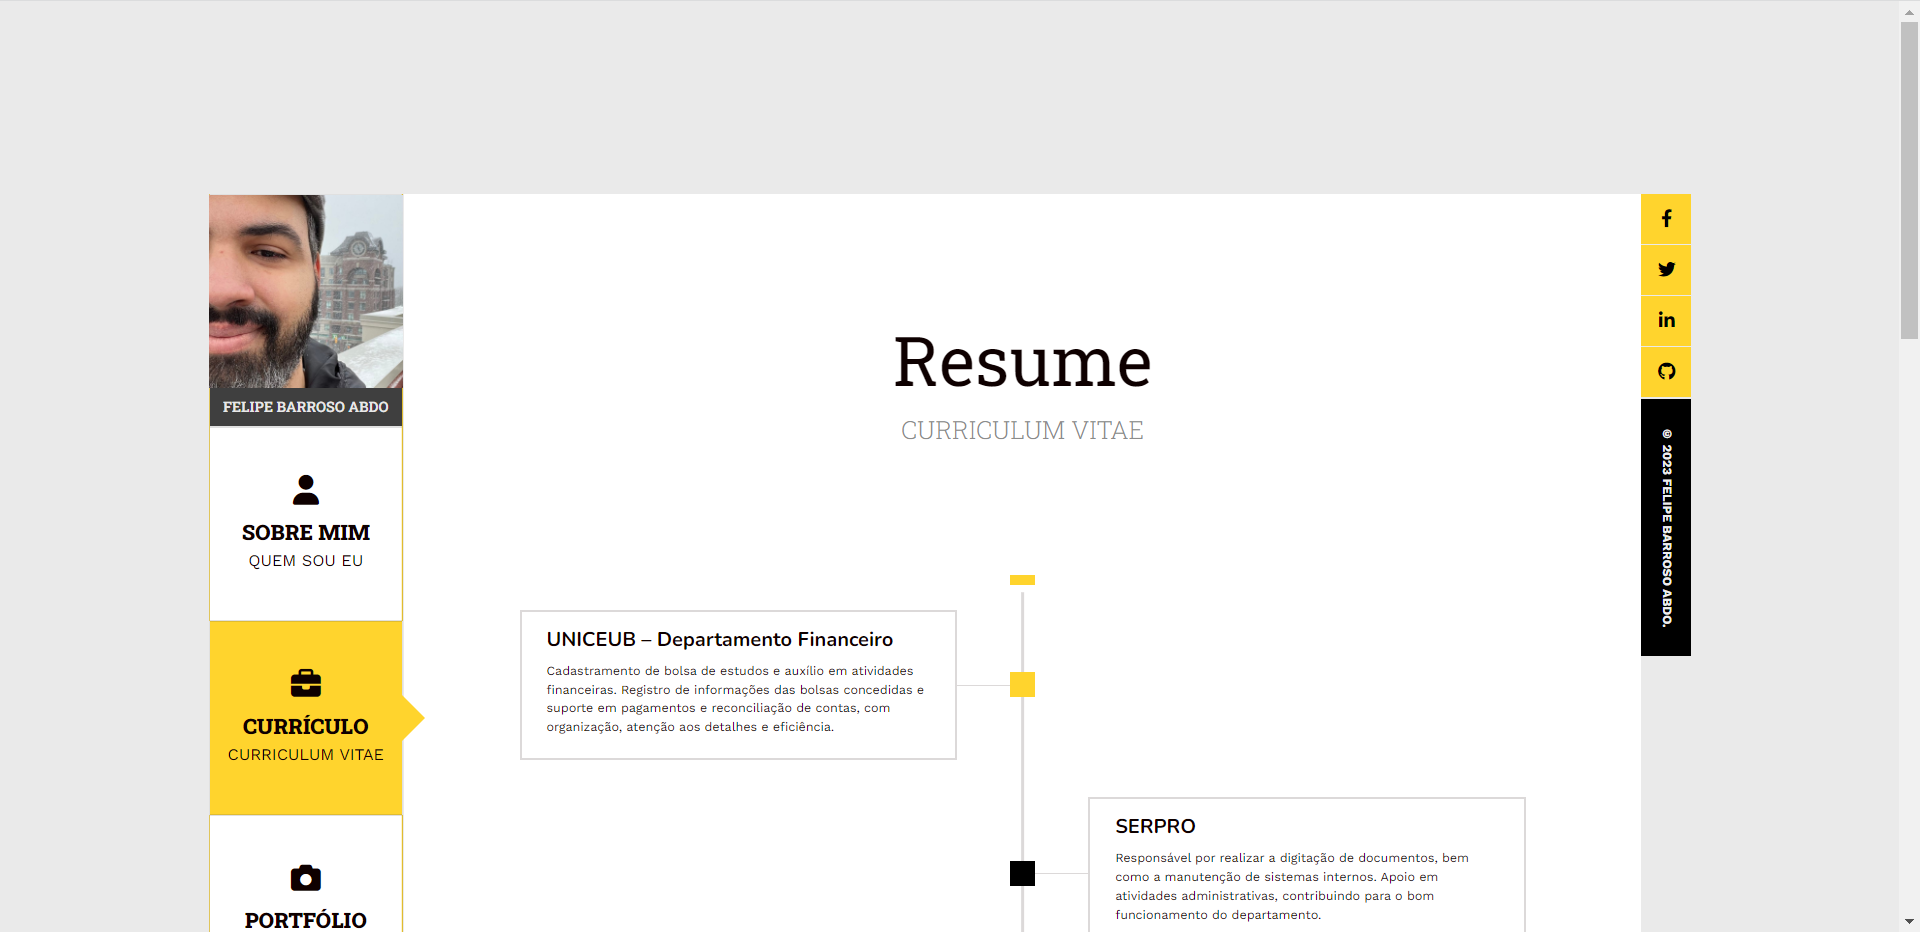 FELIPE BARROSO ABDO
SOBRE MIM
QUEM SOU EU
CURRÍCULO
CURRICULUM VITAE
PORTFÓLIO
Resume
CURRICULUM VITAE
UNICEUB – Departamento Financeiro
Cadastramento de bolsa de estudos e auxílio em atividades
financeiras. Registro de informações das bolsas concedidas e
suporte em pagamentos e reconciliação de contas, com
organização, atenção aos detalhes e eficiência.
SERPRO
Responsável por realizar a digitação de documentos, bem
como a manutenção de sistemas internos. Apoio em
atividades administrativas, contribuindo para o bom
funcionamento do departamento.
© 2023 FELIPE BARROSO ABDO.